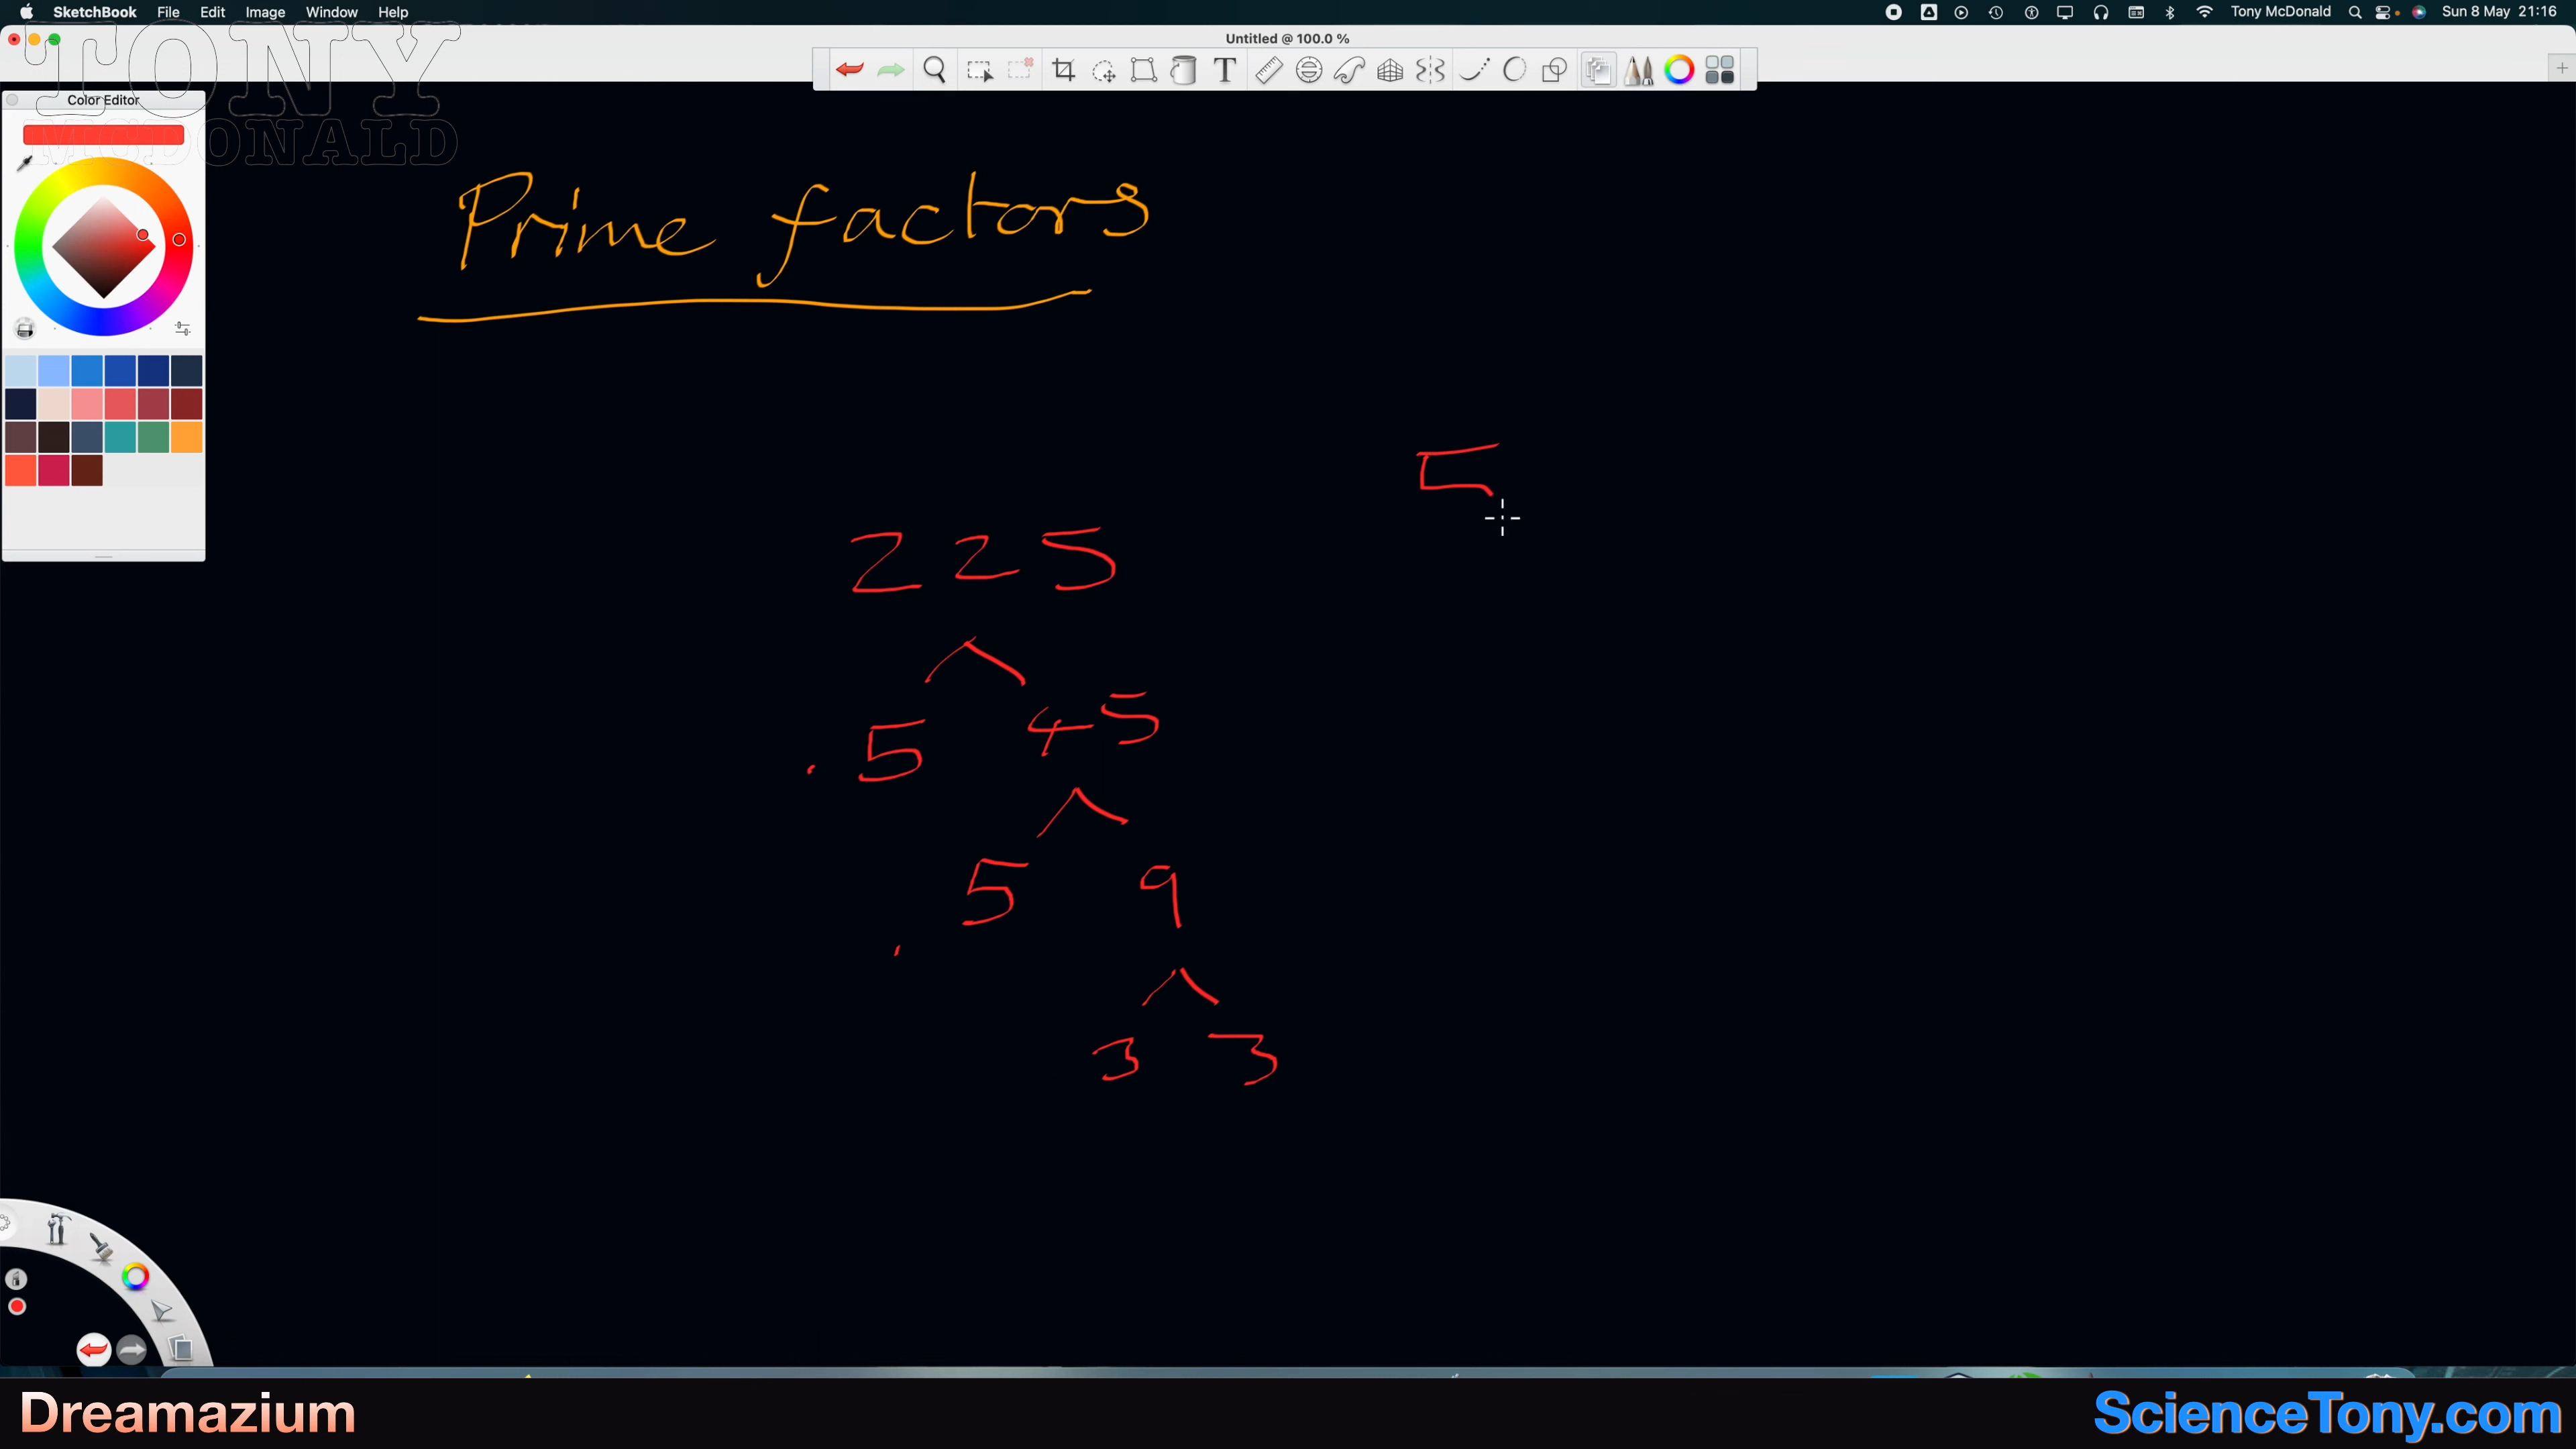 SketchBook File Edit Image Window Help Tony McDonald Sun 8 May 21:16
Untitled @ 100.0 %
TONY
MCDONALD
Color Editor
Prime factors
5
225
5 45
5 9
3 3
Dreamazium ScienceTony.com